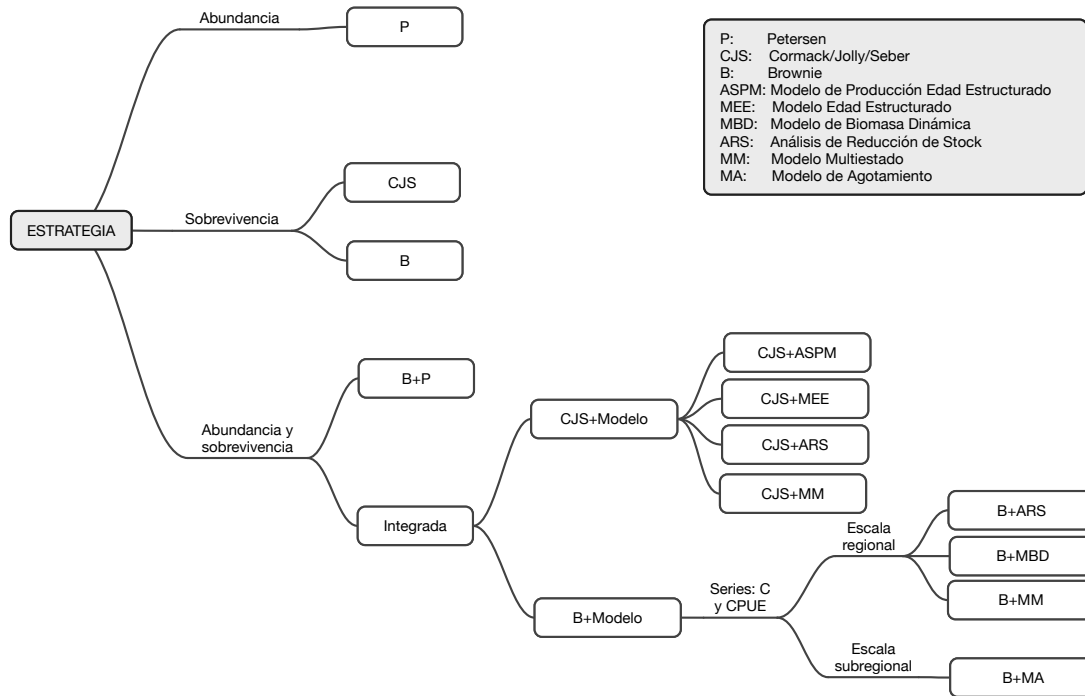 Abundancia
P
P: Petersen
CJS: Cormack/Jolly/Seber
B: Brownie
ASPM: Modelo de Producción Edad Estructurado
MEE: Modelo Edad Estructurado
MBD: Modelo de Biomasa Dinámica
ARS: Análisis de Reducción de Stock
MM: Modelo Multiestado
MA: Modelo de Agotamiento
ESTRATEGIA
Sobrevivencia
CJS
B
Abundancia y
sobrevivencia
B+P
Integrada
CJS+Modelo
CJS+ASPM
CJS+MEE
CJS+ARS
CJS+MM
B+Modelo
Series: C
y CPUE
Escala
regional
B+ARS
B+MBD
B+MM
Escala
subregional
B+MA